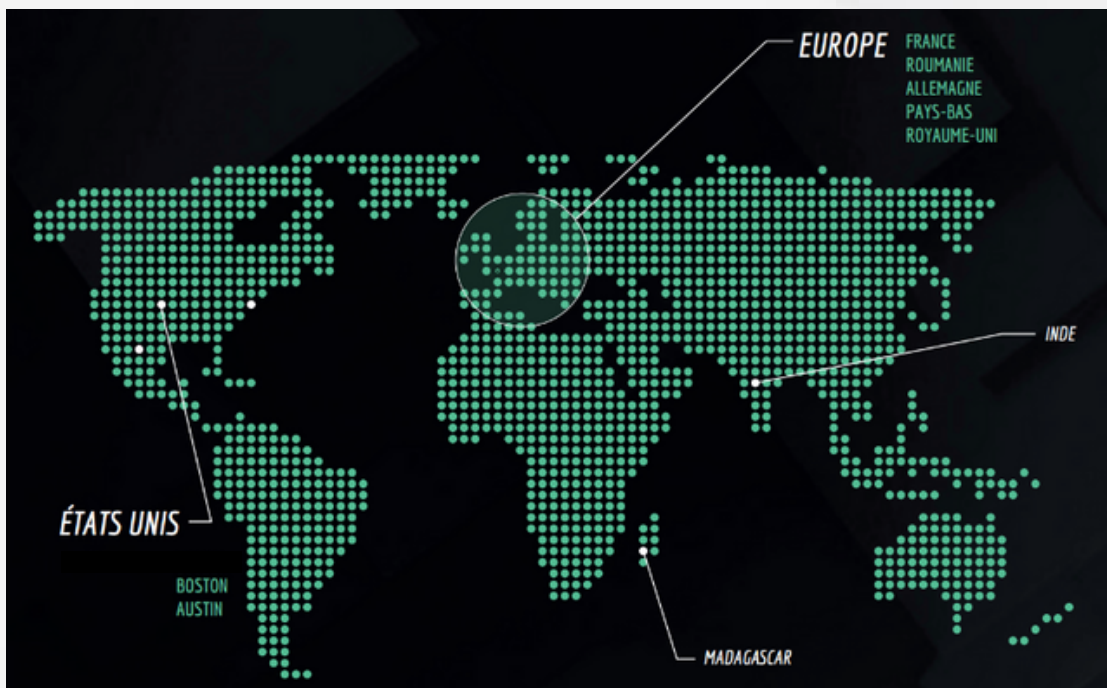 EUROPE
FRANCE
ROUMANIE
ALLEMAGNE
PAYS-BAS
ROYAUME-UNI
INDE
ÉTATS UNIS
BOSTON
AUSTIN
MADAGASCAR